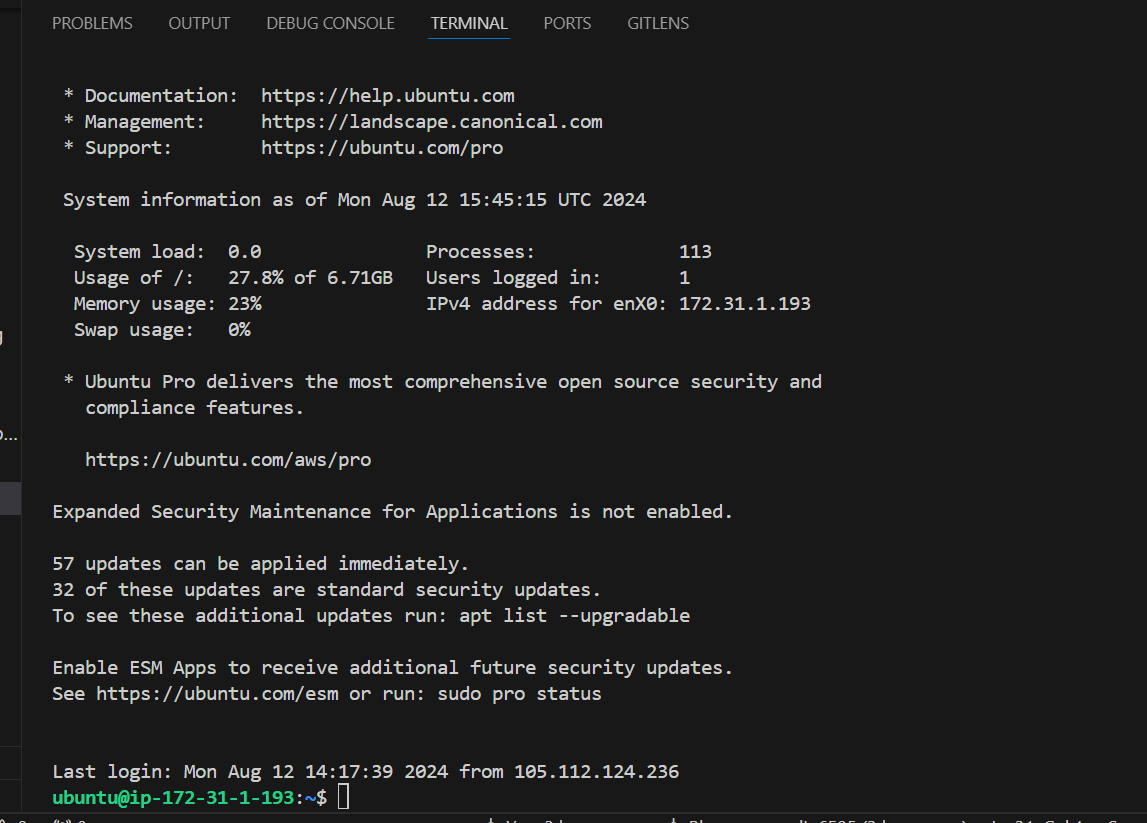 PROBLEMS OUTPUT DEBUG CONSOLE TERMINAL PORTS GITLENS
* Documentation: https://help.ubuntu.com
* Management: https://landscape.canonical.com
* Support: https://ubuntu.com/pro
System information as of Mon Aug 12 15:45:15 UTC 2024
System load: 0.0 Processes: 113
Usage of /: 27.8% of 6.71GB Users logged in: 1
Memory usage: 23% IPv4 address for enX0: 172.31.1.193
Swap usage: 0%
* Ubuntu Pro delivers the most comprehensive open source security and
compliance features.
https://ubuntu.com/aws/pro
Expanded Security Maintenance for Applications is not enabled.
57 updates can be applied immediately.
32 of these updates are standard security updates.
To see these additional updates run: apt list --upgradable
Enable ESM Apps to receive additional future security updates.
See https://ubuntu.com/esm or run: sudo pro status
Last login: Mon Aug 12 14:17:39 2024 from 105.112.124.236
ubuntu@ip-172-31-1-193:~$